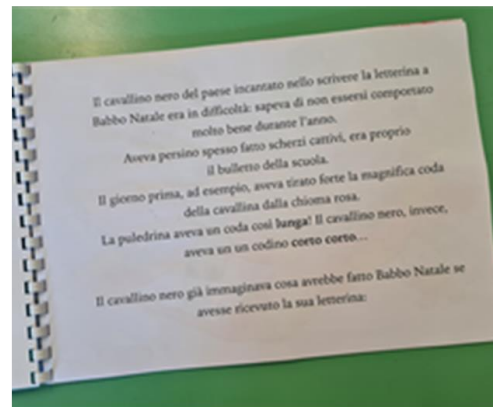 Il cavallino nero del paese incantato nello scrivere la letterina a
Babbo Natale era in difficoltà: sapeva di non essersi comportato
molto bene durante l'anno.
Aveva persino spesso fatto scherzi cattivi, era proprio
il bulletto della scuola.
Il giorno prima, ad esempio, aveva tirato forte la magnifica coda
della cavallina dalla chioma rosa.
La puledrina aveva un coda così lunga! Il cavallino nero, invece,
aveva un un codino corto corto…
Il cavallino nero già immaginava cosa avrebbe fatto Babbo Natale se
avesse ricevuto la sua letterina: